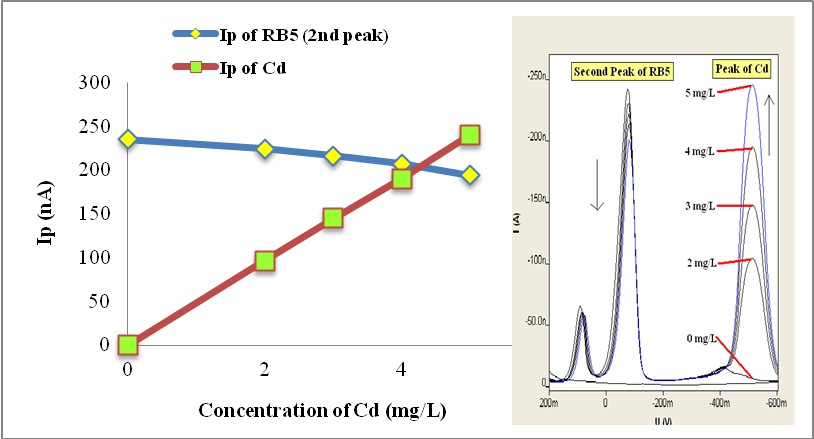 Ip of RB5 (2nd peak)
Ip of Cd
300
250
200
150
100
50
0
0 2 4
Ip (nA)
Concentration of Cd (mg/L)
Second Peak of RB5
Peak of Cd
5 mg/L
4 mg/L
3 mg/L
2 mg/L
0 mg/L
-250n
-200n
-150n
-100n
-50.0n
0
I (A)
200m 0 -200m -400m -600m
U (V)